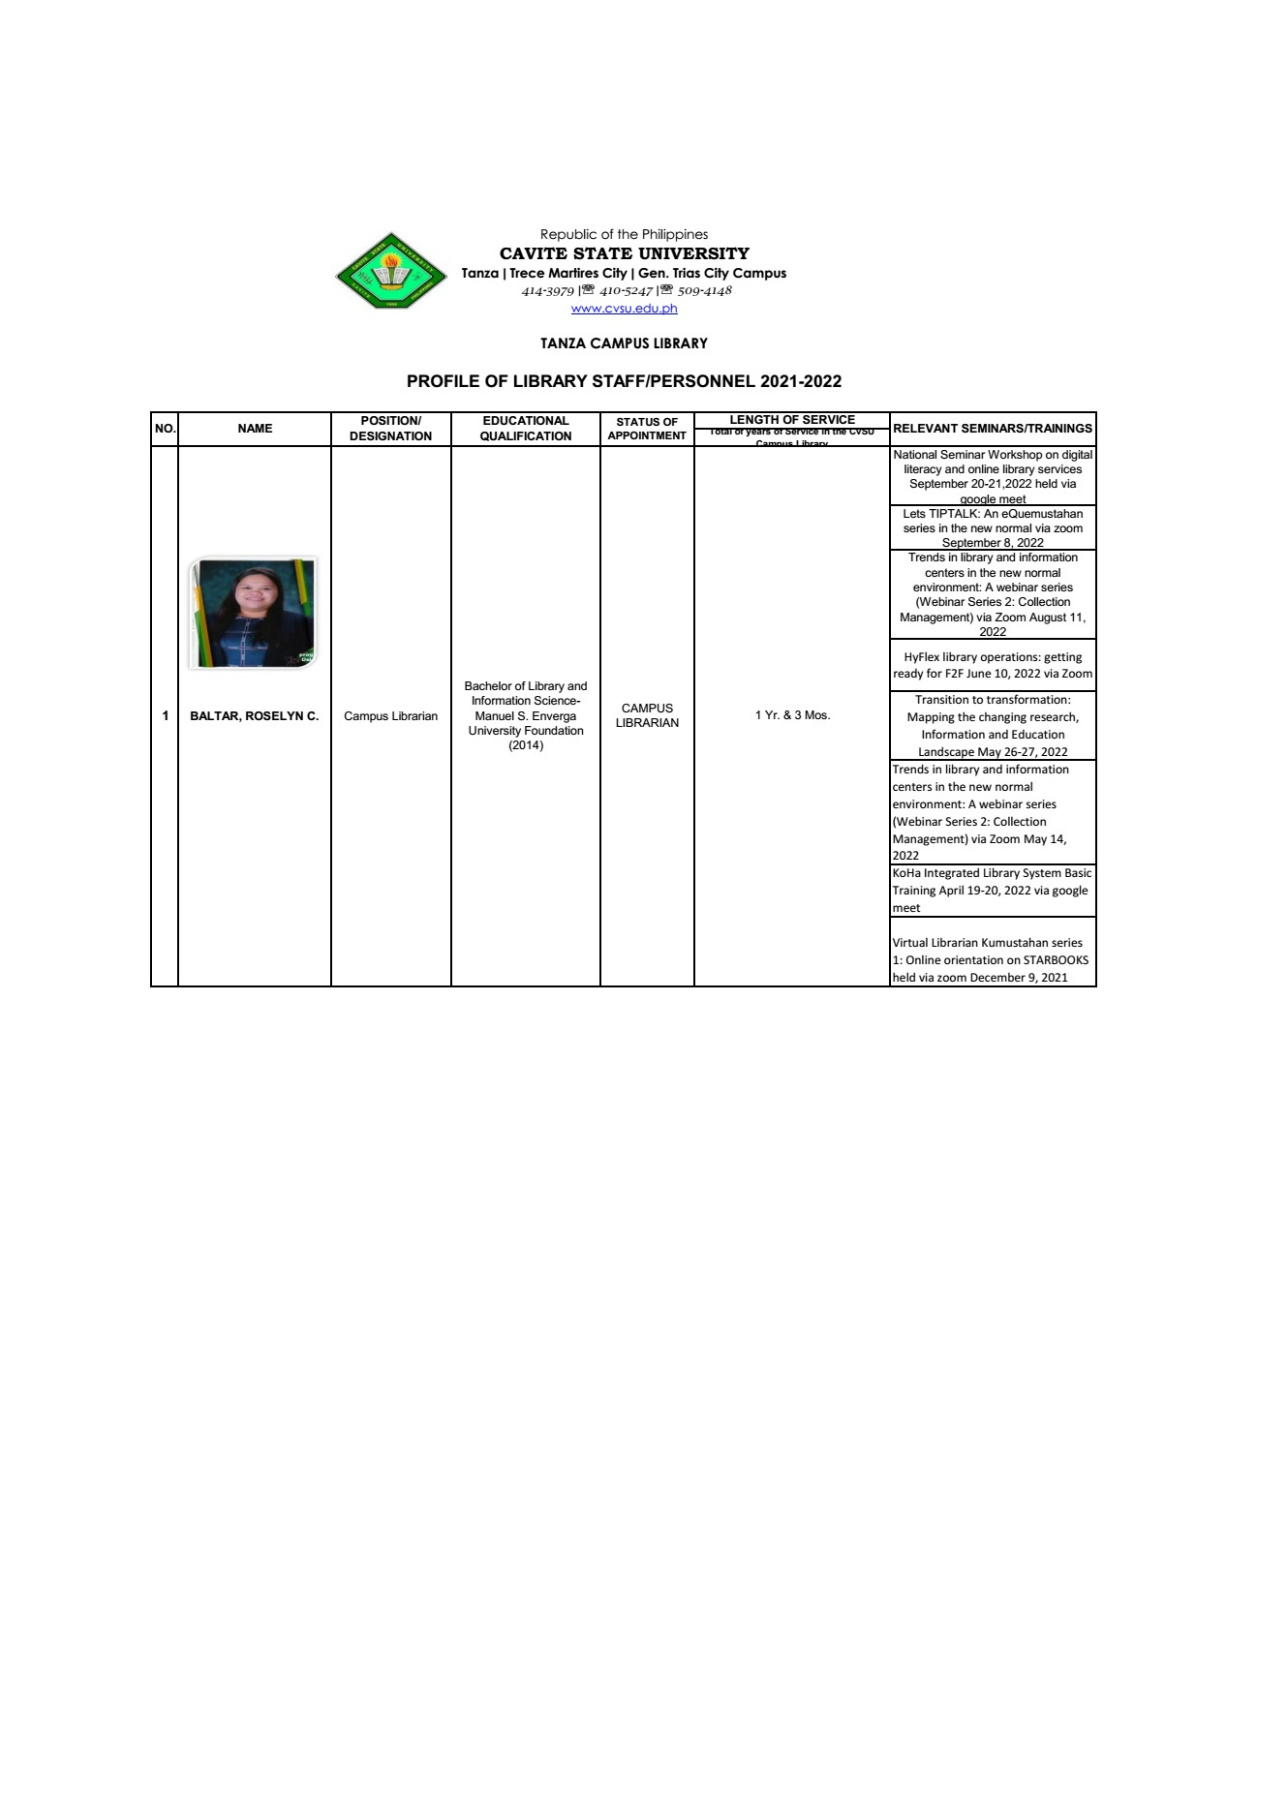 Republic of the Philippines
CAVITE STATE UNIVERSITY
Tanza | Trece Martires City | Gen. Trias City Campus
414-3979 |☏ 410-5247 |☏ 509-4148
www.cvsu.edu.ph
TANZA CAMPUS LIBRARY
PROFILE OF LIBRARY STAFF/PERSONNEL 2021-2022
NO.
NAME
POSITION/
DESIGNATION
EDUCATIONAL
QUALIFICATION
STATUS OF
APPOINTMENT
LENGTH OF SERVICE
Total of years of Service in the CVSU
Campus Library
RELEVANT SEMINARS/TRAININGS
1
BALTAR, ROSELYN C.
Campus Librarian
Bachelor of Library and
Information Science-
Manuel S. Enverga
University Foundation
(2014)
CAMPUS
LIBRARIAN
1 Yr. & 3 Mos.
National Seminar Workshop on digital
literacy and online library services
September 20-21,2022 held via
google meet
Lets TIPTALK: An eQuemustahan
series in the new normal via zoom
September 8, 2022
Trends in library and information
centers in the new normal
environment: A webinar series
(Webinar Series 2: Collection
Management) via Zoom August 11,
2022
HyFlex library operations: getting
ready for F2F June 10, 2022 via Zoom
Transition to transformation:
Mapping the changing research,
Information and Education
Landscape May 26-27, 2022
Trends in library and information
centers in the new normal
environment: A webinar series
(Webinar Series 2: Collection
Management) via Zoom May 14,
2022
KoHa Integrated Library System Basic
Training April 19-20, 2022 via google
meet
Virtual Librarian Kumustahan series
1: Online orientation on STARBOOKS
held via zoom December 9, 2021